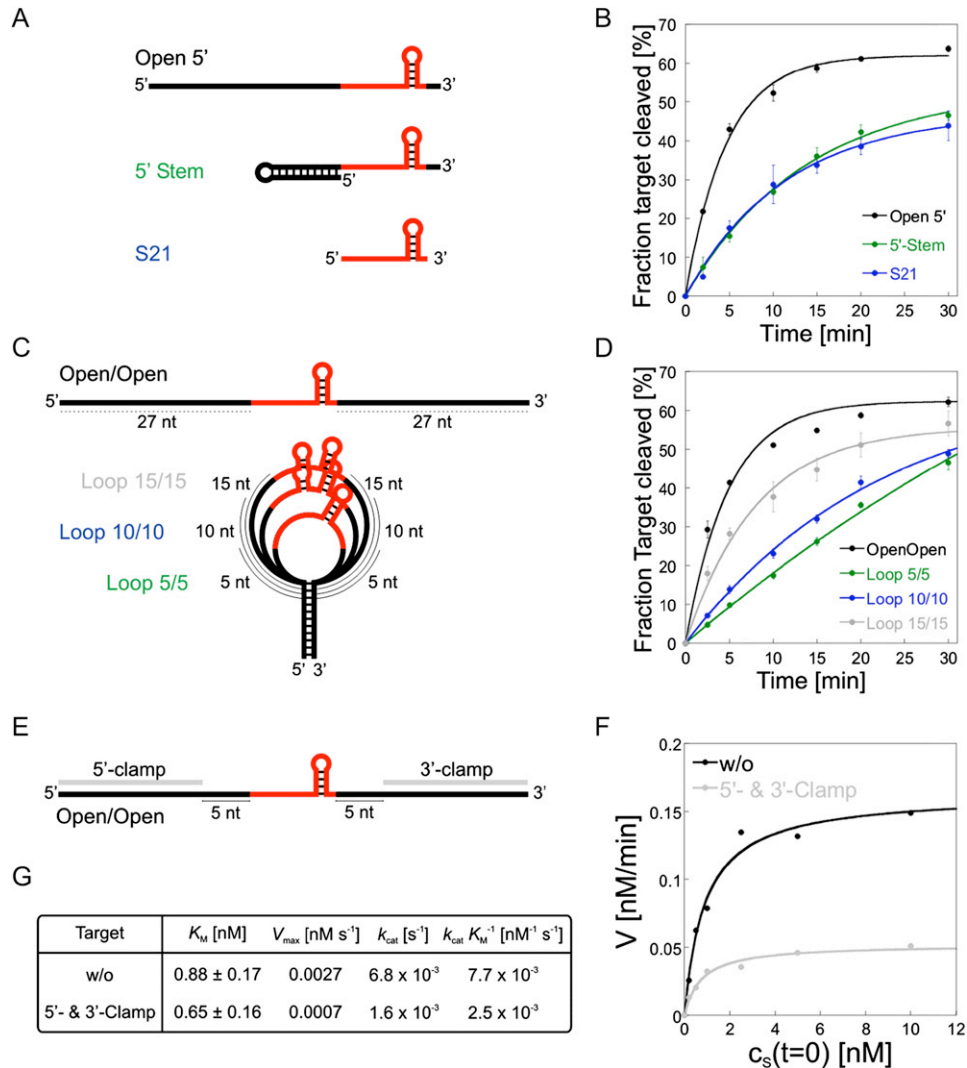 A
Open 5'
5' 3'
5' Stem
5' 3'
S21
5' 3'
B
Fraction target cleaved [%]
70
60
50
40
30
20
10
0
Open 5'
5'-Stem
S21
0 5 10 15 20 25 30
Time [min]
C
Open/Open
5' 3'
27 nt 27 nt
Loop 15/15
15 nt 15 nt
Loop 10/10
10 nt 10 nt
Loop 5/5
5 nt 5 nt
5' 3'
D
Fraction Target cleaved [%]
70
60
50
40
30
20
10
0
OpenOpen
Loop 5/5
Loop 10/10
Loop 15/15
0 5 10 15 20 25 30
Time [min]
E
5'-clamp 3'-clamp
5' 3'
Open/Open
5 nt 5 nt
F
V [nM/min]
0.2
0.15
0.1
0.05
0
w/o
5'- & 3'-Clamp
0 2 4 6 8 10 12
cs(t=0) [nM]
G
Target KM [nM] Vmax [nM s-1] kcat [s-1] kcat KM-1 [nM-1 s-1]
w/o 0.88 ± 0.17 0.0027 6.8 x 10-3 7.7 x 10-3
5'- & 3'-Clamp 0.65 ± 0.16 0.0007 1.6 x 10-3 2.5 x 10-3